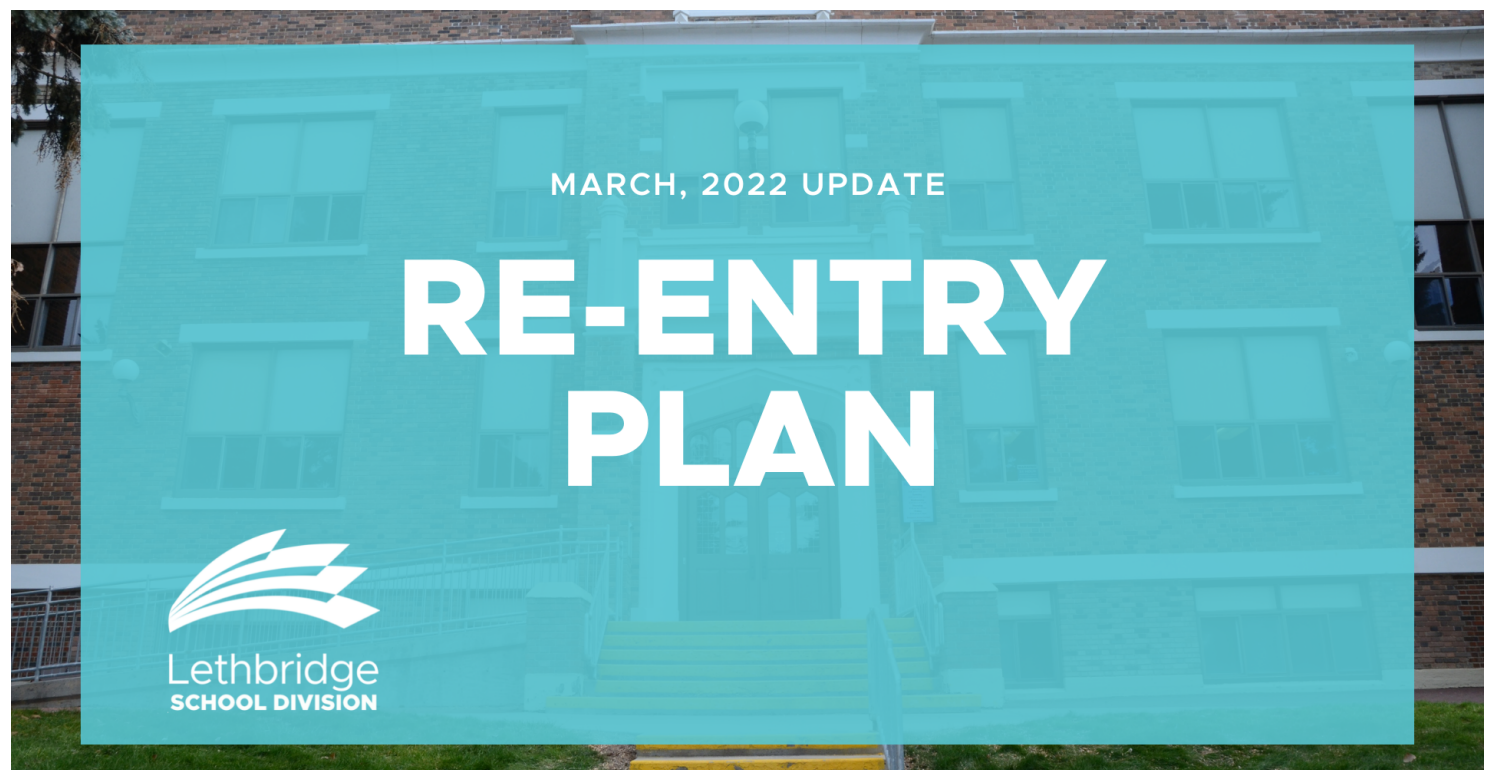 MARCH, 2022 UPDATE
RE-ENTRY
PLAN
Lethbridge
SCHOOL DIVISION